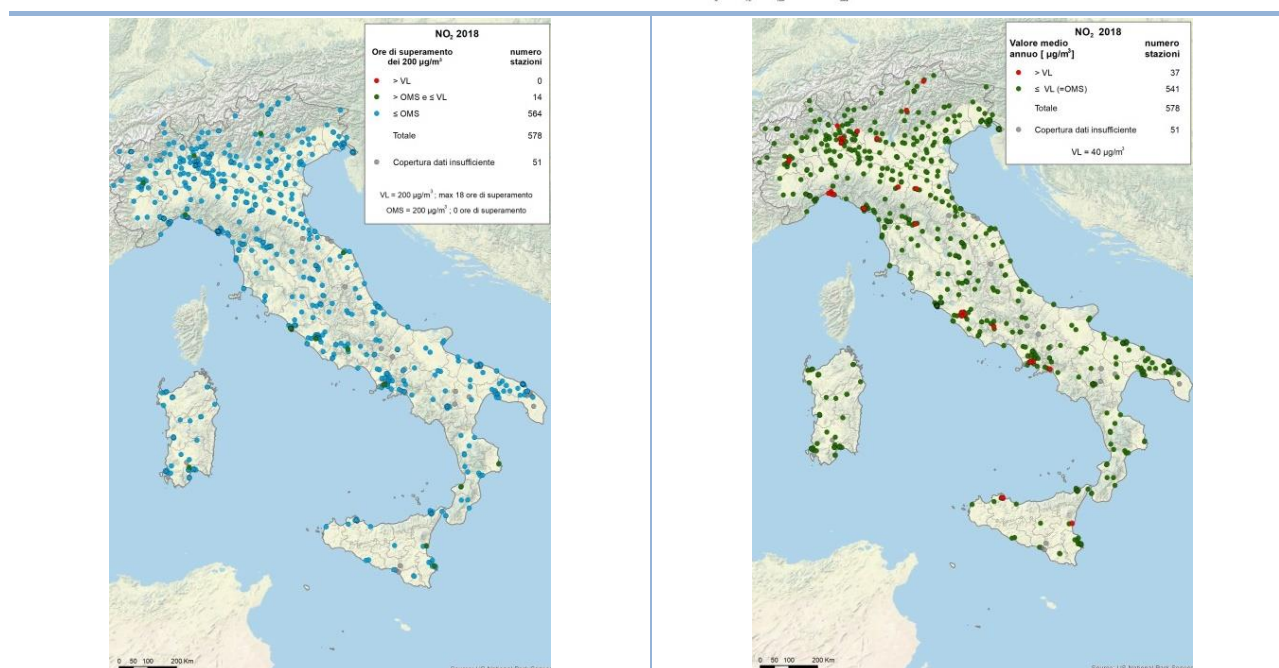 NO₂ 2018
Ore di superamento dei 200 µg/m³
numero stazioni
> VL 0
> OMS e ≤ VL 14
≤ OMS 564
Totale 578
Copertura dati insufficiente 51
VL = 200 µg/m³ ; max 18 ore di superamento
OMS = 200 µg/m³ ; 0 ore di superamento
0 50 100 200 Km
NO₂ 2018
Valore medio annuo [ µg/m³]
numero stazioni
> VL 37
≤ VL (=OMS) 541
Totale 578
Copertura dati insufficiente 51
VL = 40 µg/m³
0 50 100 200 Km